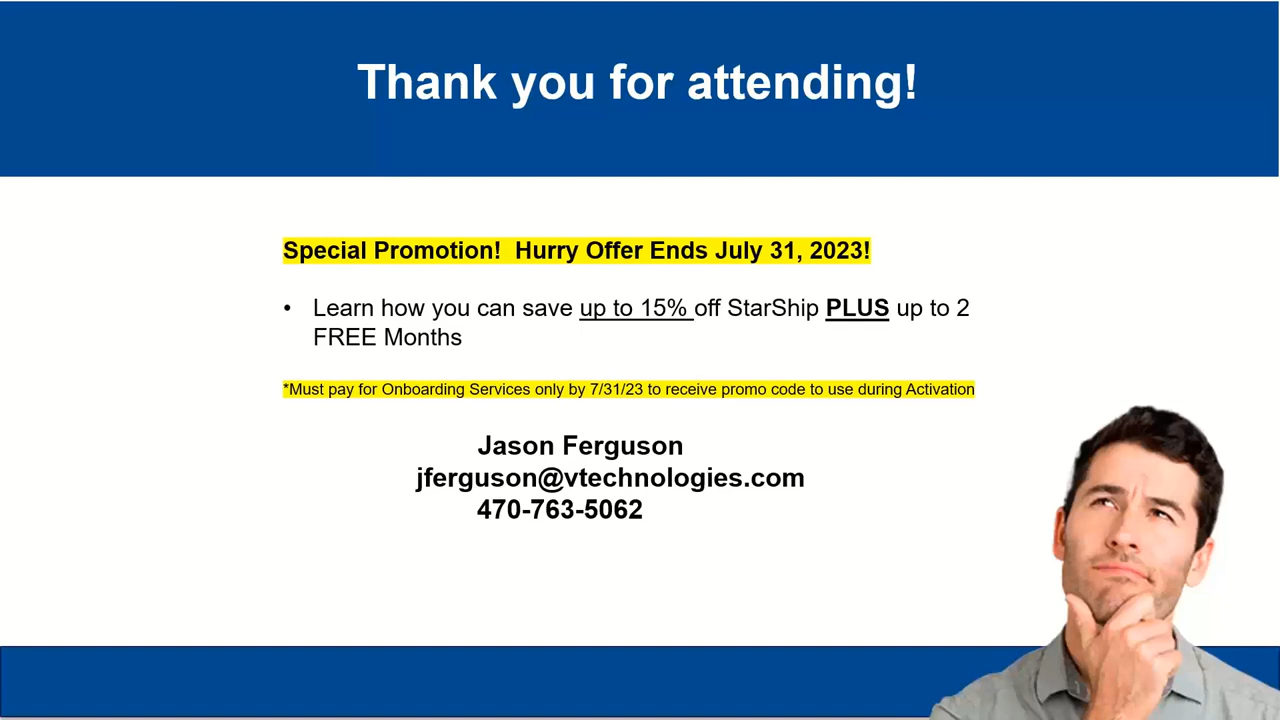 Thank you for attending!
Special Promotion!  Hurry Offer Ends July 31, 2023!
• Learn how you can save up to 15% off StarShip PLUS up to 2
FREE Months
*Must pay for Onboarding Services only by 7/31/23 to receive promo code to use during Activation
Jason Ferguson
jferguson@vtechnologies.com
470-763-5062